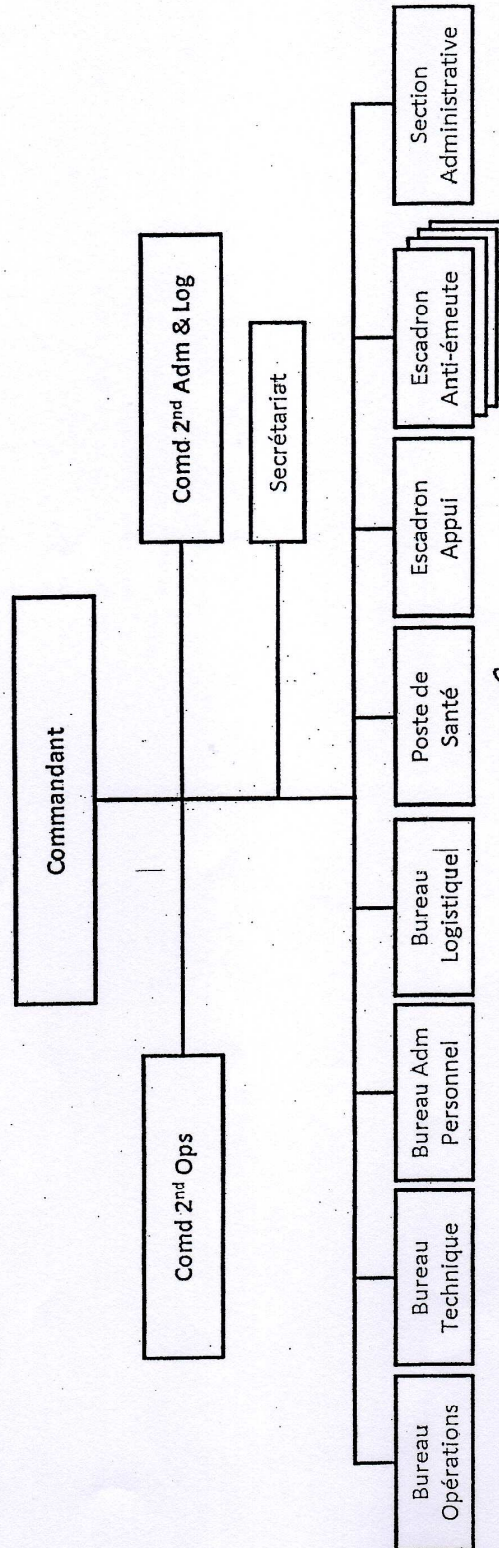 Commandant
Comd 2nd Ops
Comd 2nd Adm & Log
Secrétariat
Bureau
Opérations
Bureau
Technique
Bureau Adm
Personnel
Bureau
Logistique
Poste de
Santé
Escadron
Appui
Escadron
Anti-émeute
Section
Administrative